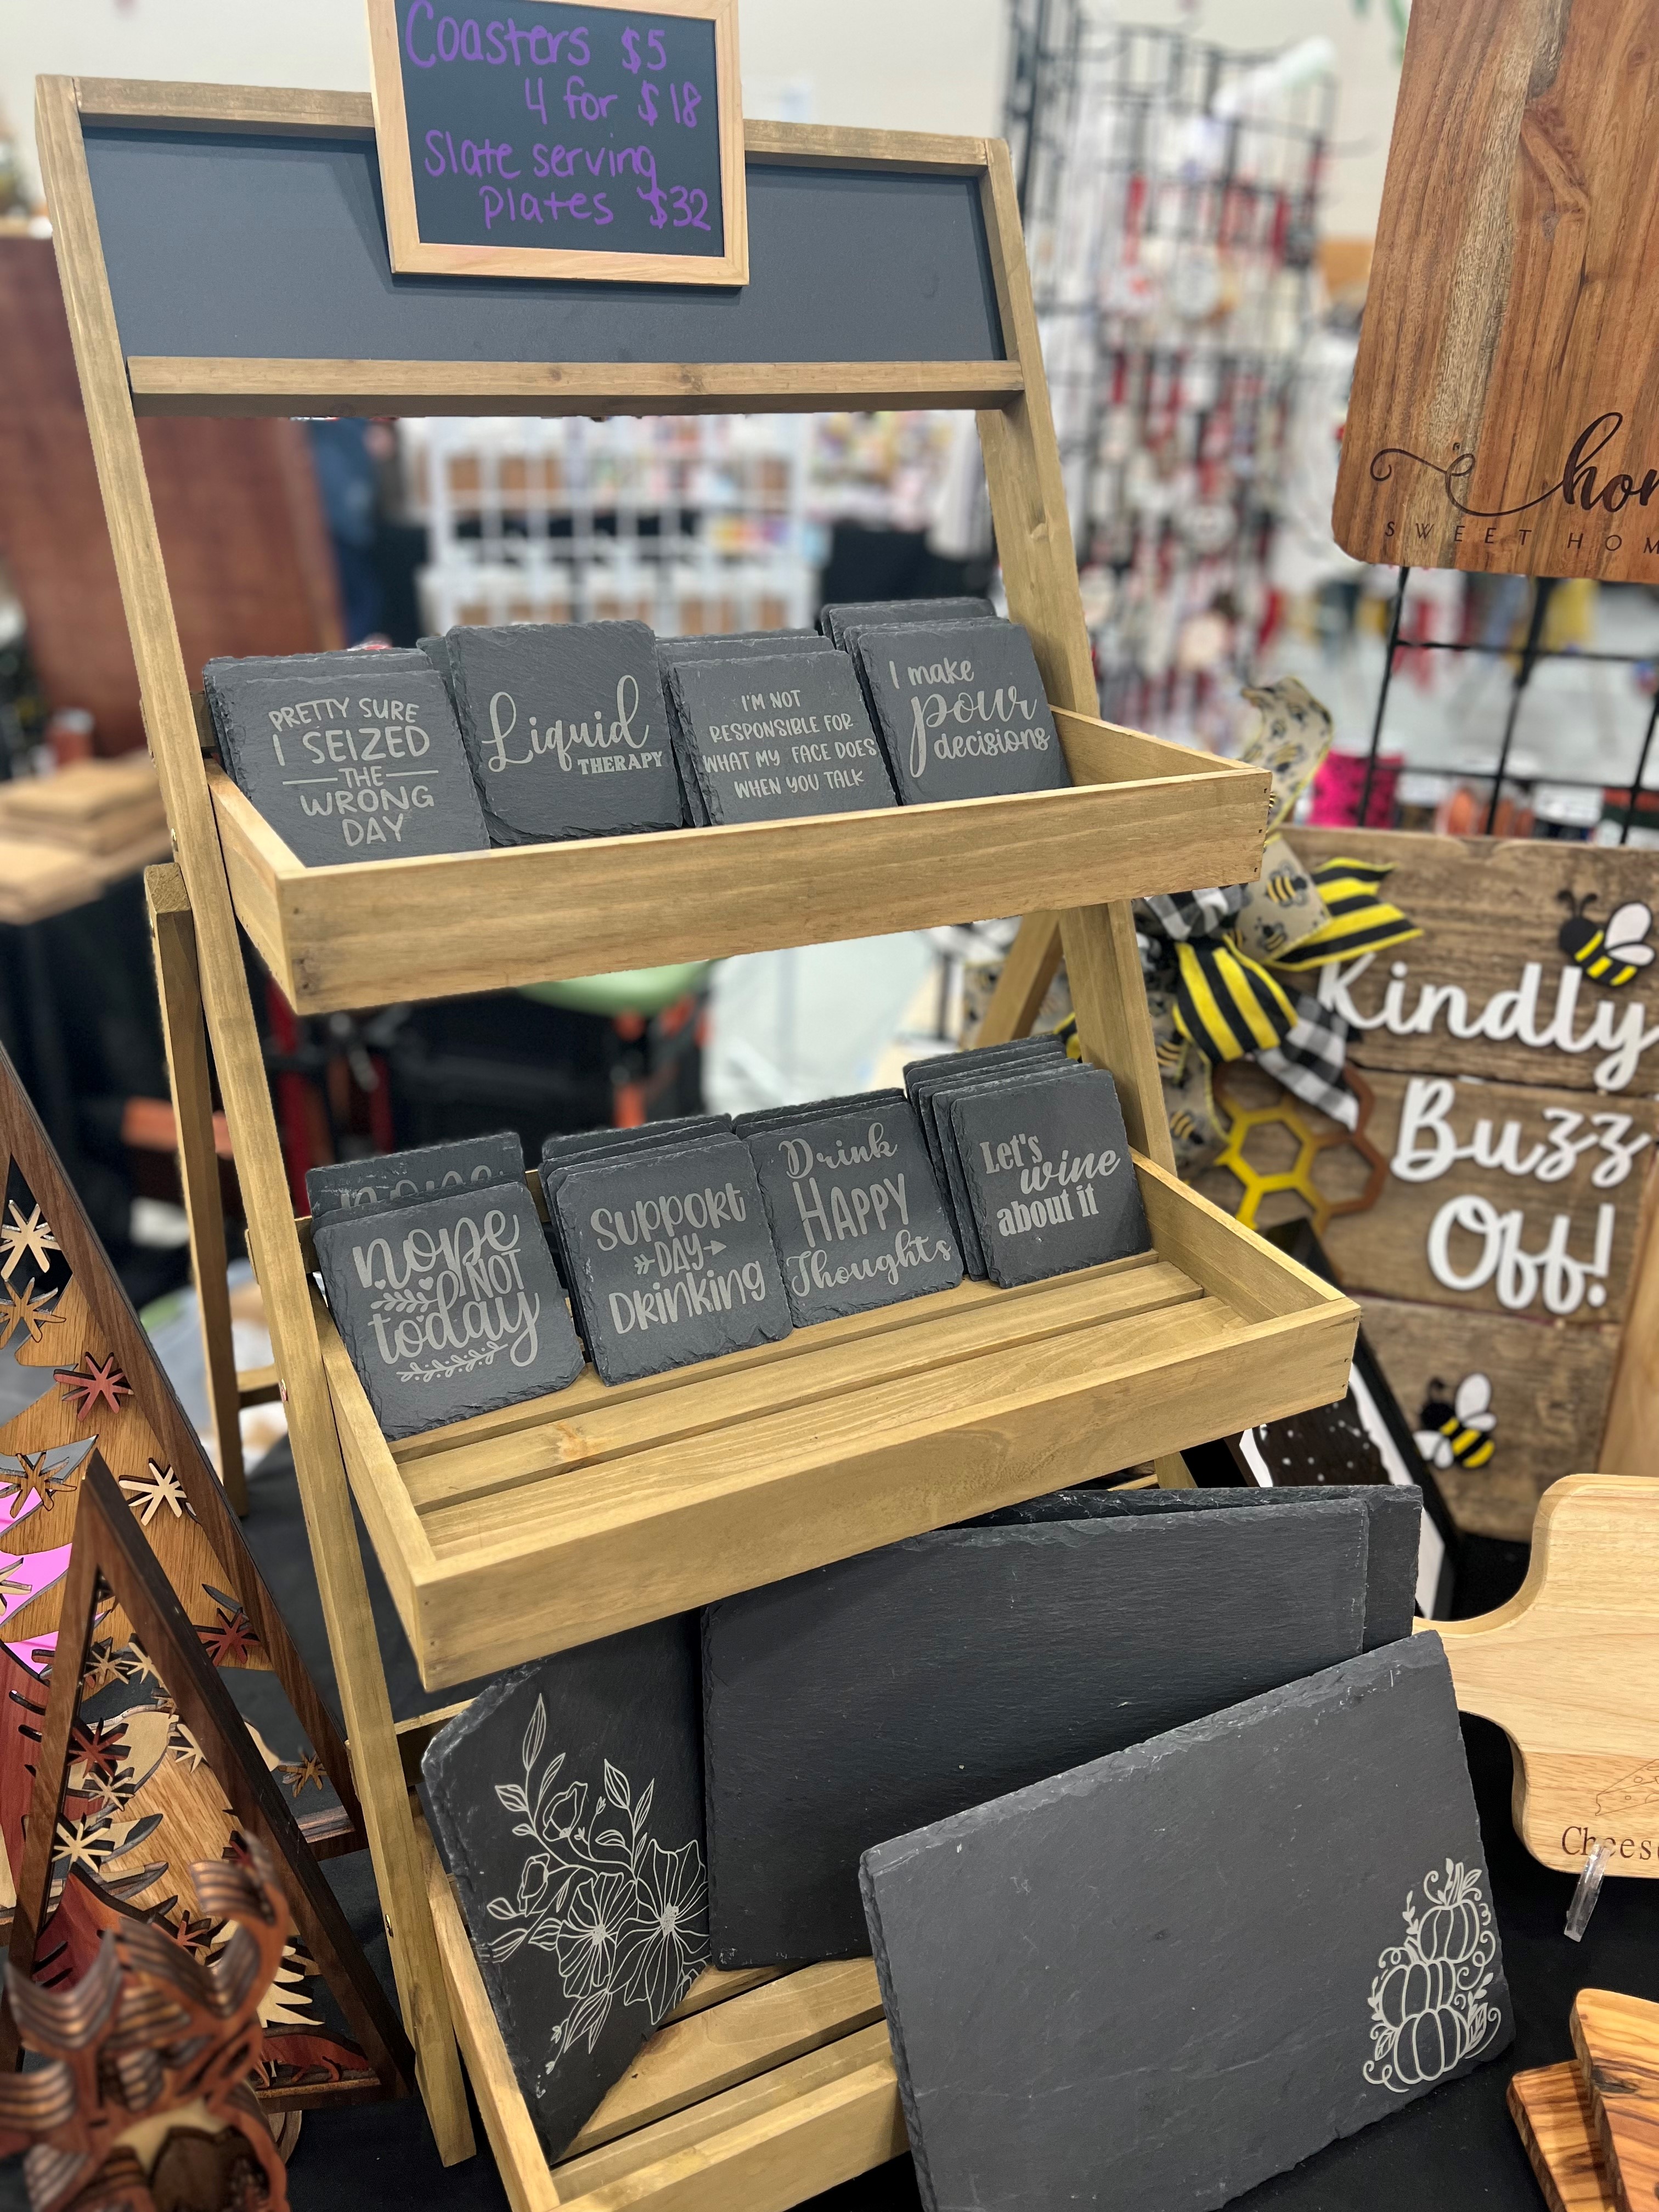 Coasters $5
4 for $18
Slate serving
plates $32
PRETTY SURE
I SEIZED
THE
WRONG
DAY
Liquid
THERAPY
I'M NOT
RESPONSIBLE FOR
WHAT MY FACE DOES
WHEN YOU TALK
I make
pour
decisions
nope
nope
NOT
today
SUPPORT
DAY
DRINKING
Drink
HAPPY
Thoughts
Let's
wine
about it
SWEET
Kindly
Buzz
Off!